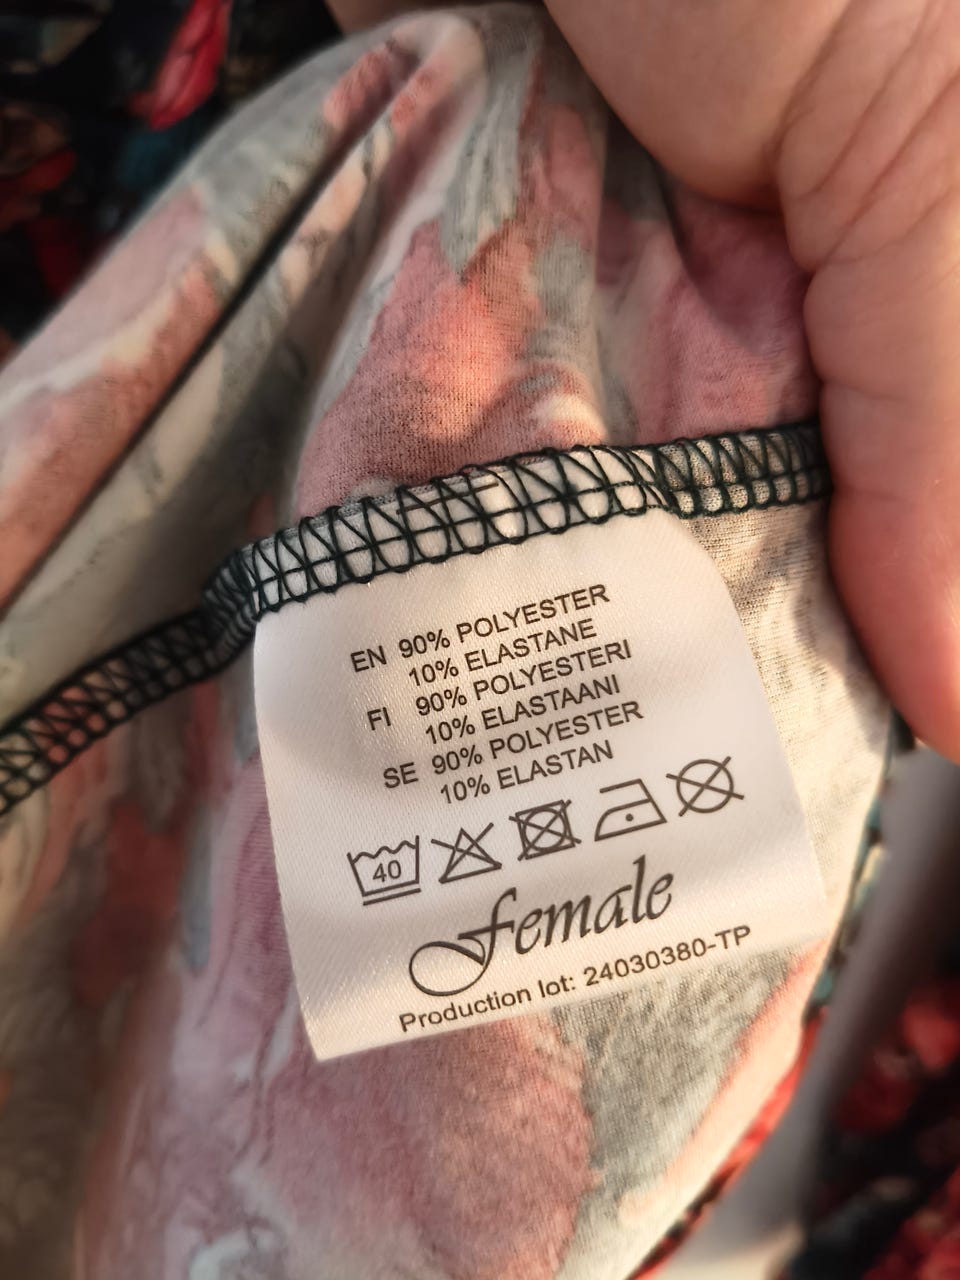 EN 90% POLYESTER
10% ELASTANE
FI 90% POLYESTERI
10% ELASTAANI
SE 90% POLYESTER
10% ELASTAN
40
female
Production lot: 24030380-TP